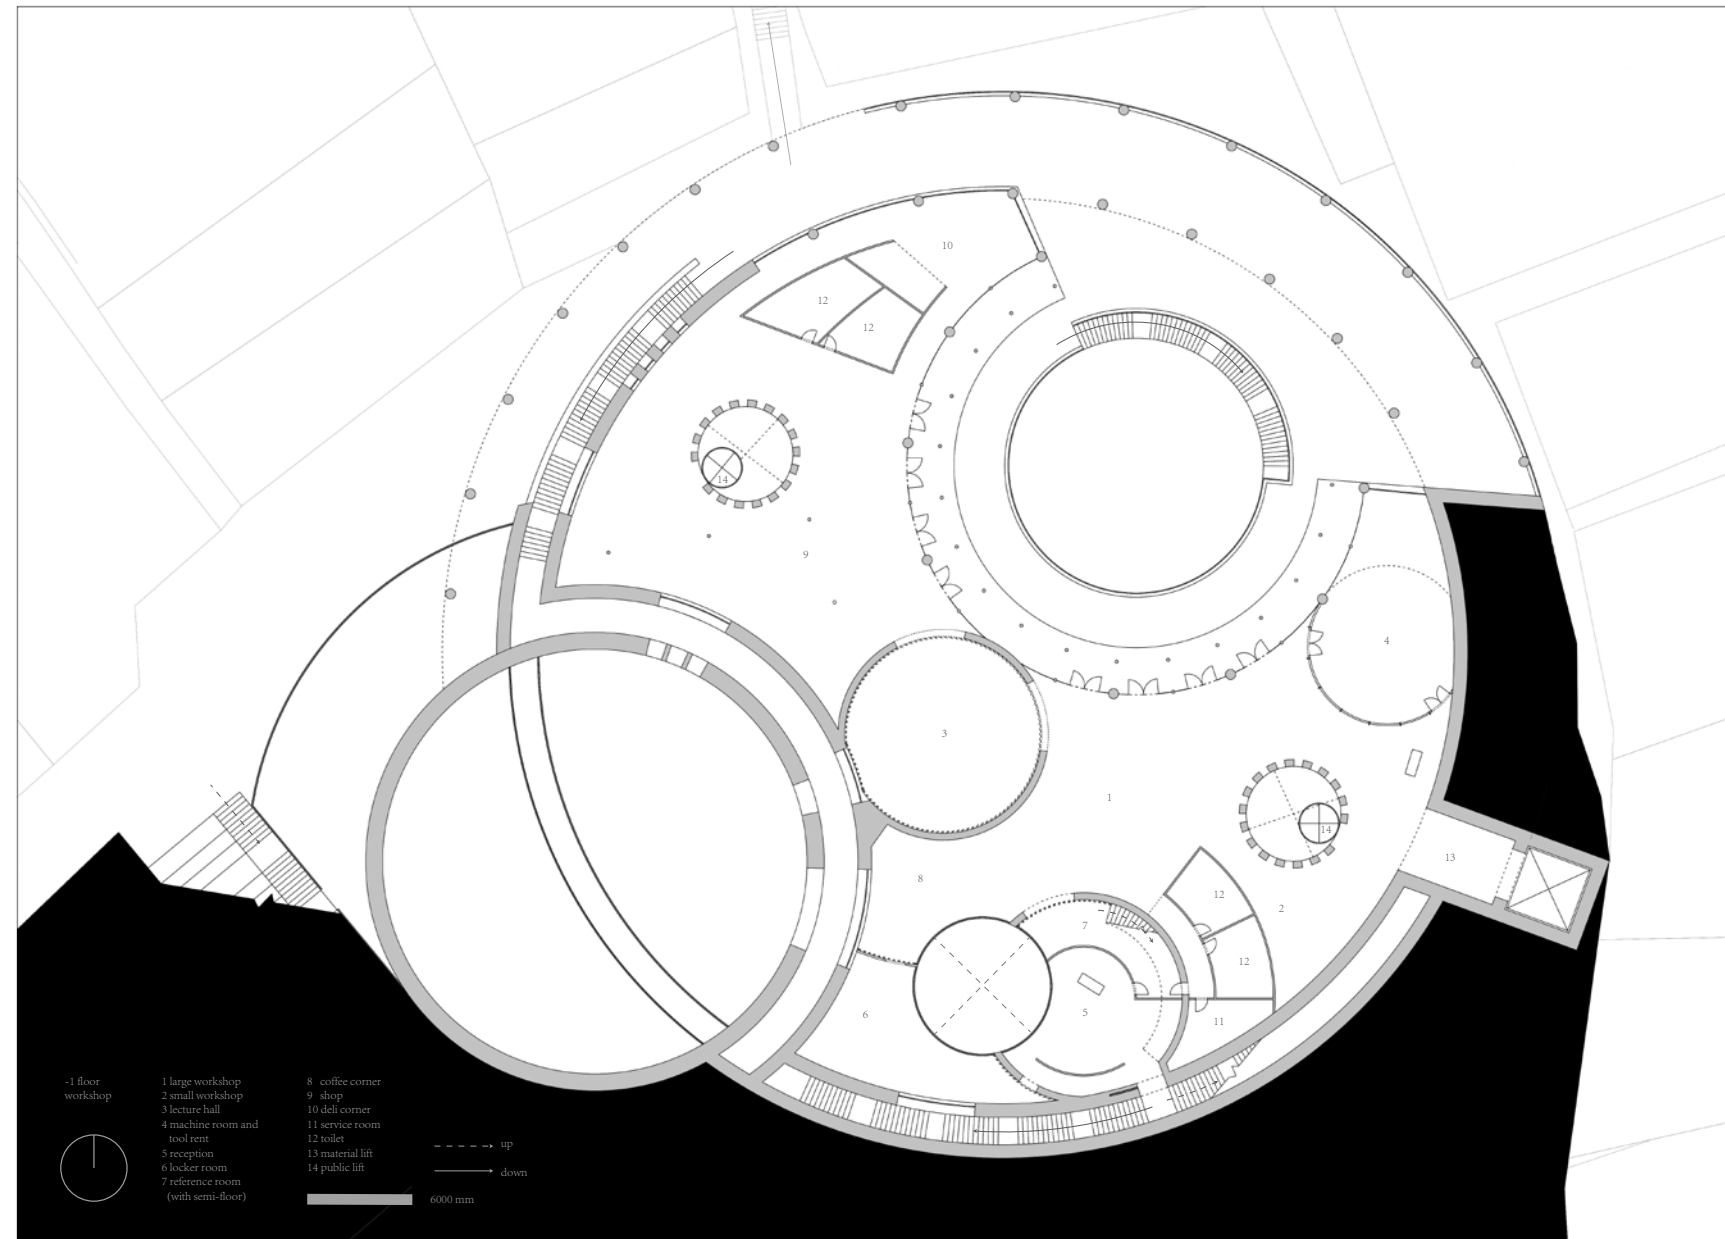 10
12
12
14
9
4
3
1
14
13
8
12
2
7
12
6
5
11
-1 floor
workshop
1 large workshop
2 small workshop
3 lecture hall
4 machine room and
tool rent
5 reception
6 locker room
7 reference room
(with semi-floor)
8 coffee corner
9 shop
10 deli corner
11 service room
12 toilet
13 material lift
14 public lift
up
down
6000 mm